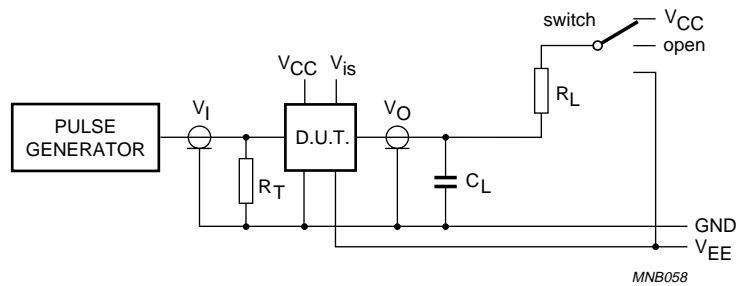 switch
VCC
open
VCC
Vis
RL
VI
VO
PULSE
GENERATOR
D.U.T.
RT
CL
GND
VEE
MNB058